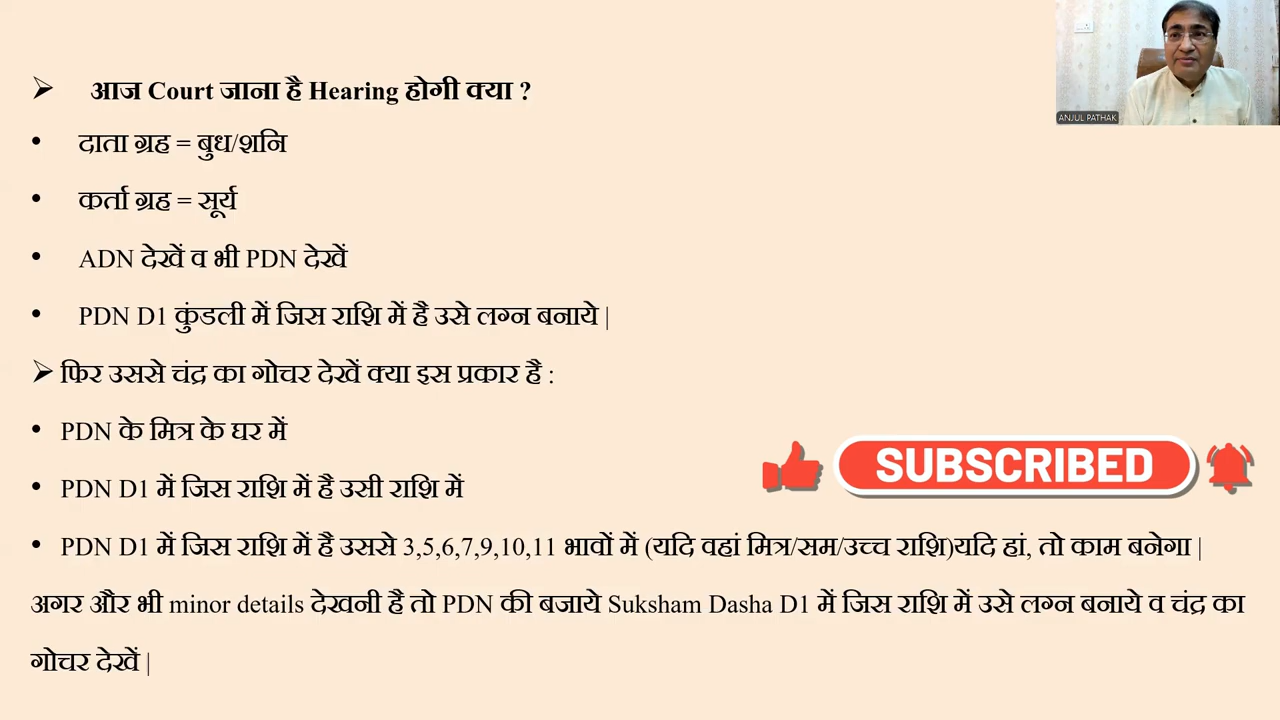 ➢ आज Court जाना है Hearing होगी क्या ?
• दाता ग्रह = बुध/शनि
• कर्ता ग्रह = सूर्य
• ADN देखें व भी PDN देखें
• PDN D1 कुंडली में जिस राशि में है उसे लग्न बनाये |
➢ फिर उससे चंद्र का गोचर देखें क्या इस प्रकार है :
• PDN के मित्र के घर में
• PDN D1 में जिस राशि में है उसी राशि में
• PDN D1 में जिस राशि में है उससे 3,5,6,7,9,10,11 भावों में (यदि वहां मित्र/सम/उच्च राशि)यदि हां, तो काम बनेगा |
अगर और भी minor details देखनी है तो PDN की बजाये Suksham Dasha D1 में जिस राशि में उसे लग्न बनाये व चंद्र का
गोचर देखें |
ANJUL PATHAK
SUBSCRIBED